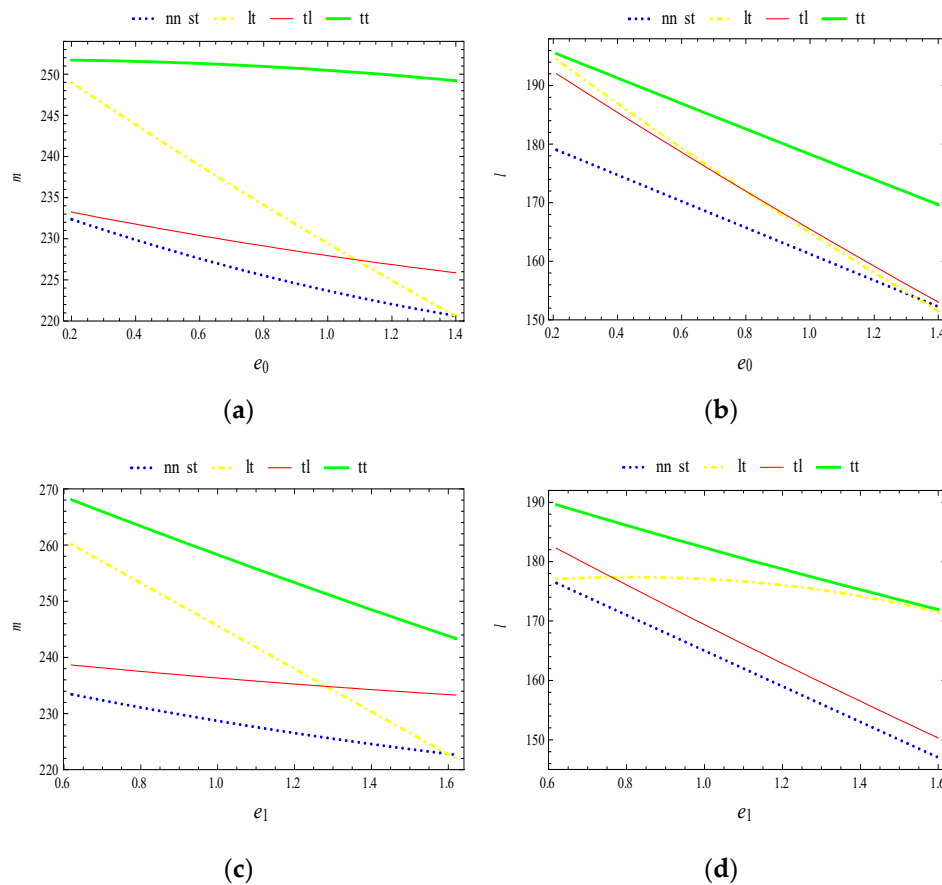 nn st lt tl tt
nn st lt tl tt
250
245
240
235
230
225
220
m
0.2 0.4 0.6 0.8 1.0 1.2 1.4
e0
190
180
170
160
150
l
0.2 0.4 0.6 0.8 1.0 1.2 1.4
e0
(a)
(b)
nn st lt tl tt
nn st lt tl tt
270
260
250
240
230
220
m
0.6 0.8 1.0 1.2 1.4 1.6
e1
190
180
170
160
150
l
0.6 0.8 1.0 1.2 1.4 1.6
e1
(c)
(d)